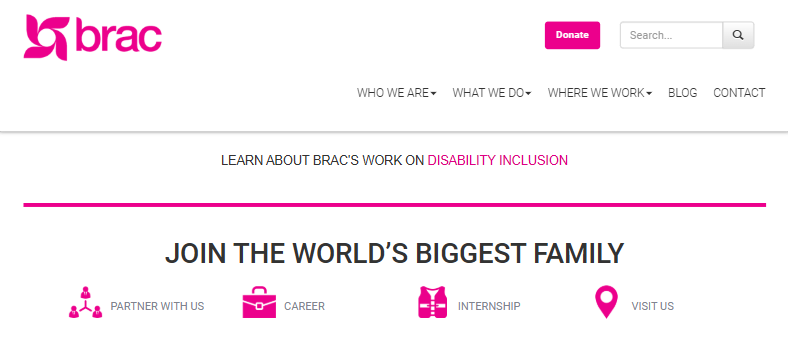 brac
Donate
Search...
WHO WE ARE WHAT WE DO WHERE WE WORK BLOG CONTACT
LEARN ABOUT BRAC'S WORK ON DISABILITY INCLUSION
JOIN THE WORLD’S BIGGEST FAMILY
PARTNER WITH US CAREER INTERNSHIP VISIT US